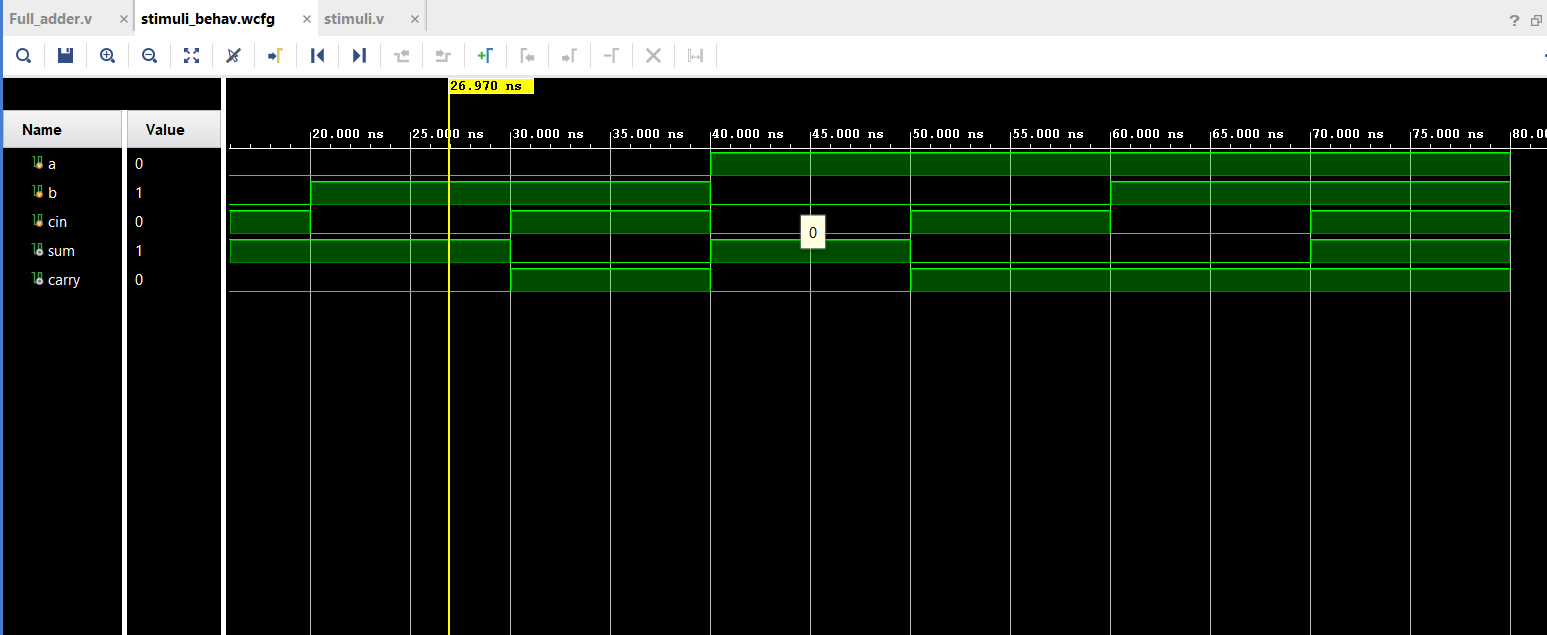 Full_adder.v × stimuli_behav.wcfg × stimuli.v ×
?
26.970 ns
Name Value
20.000 ns 25.000 ns 30.000 ns 35.000 ns 40.000 ns 45.000 ns 50.000 ns 55.000 ns 60.000 ns 65.000 ns 70.000 ns 75.000 ns 80.0
a 0
b 1
cin 0
0
sum 1
carry 0